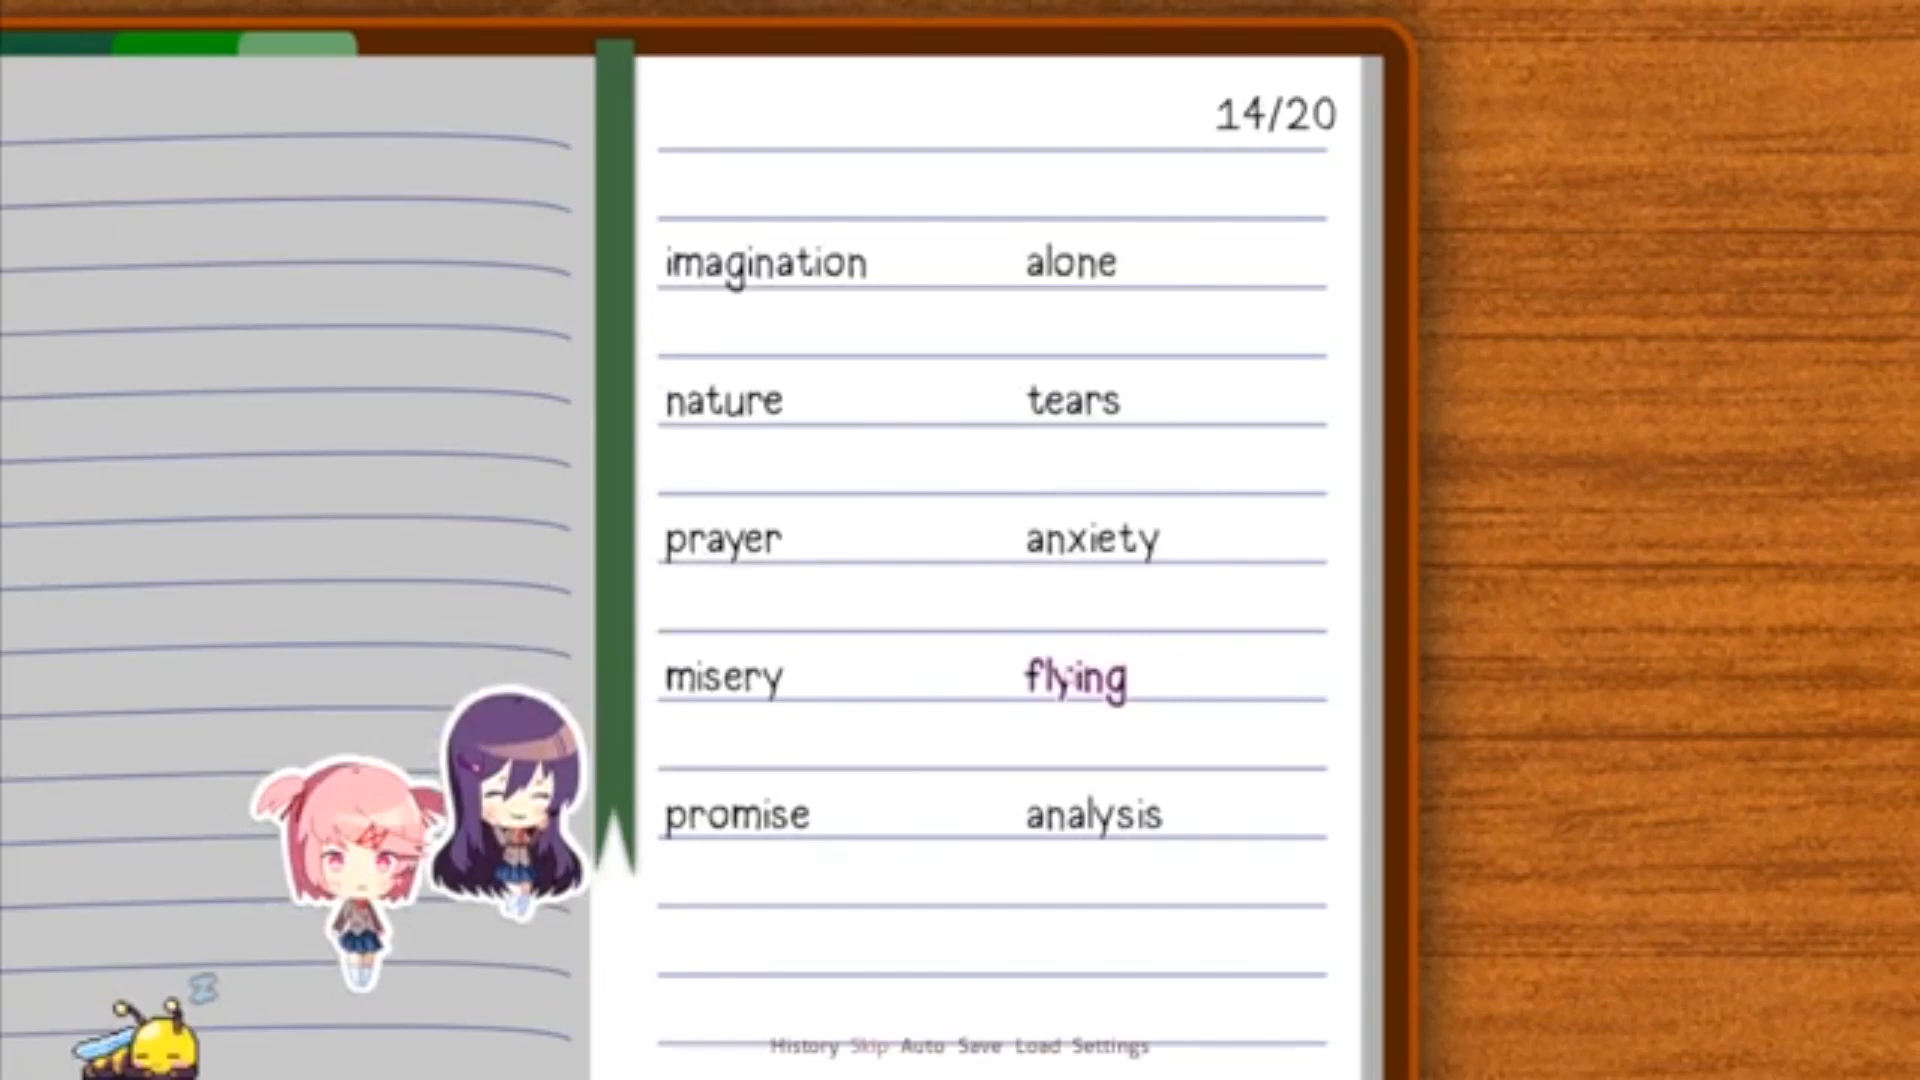 14/20
imagination alone
nature tears
prayer anxiety
misery flying
promise analysis
z
History Skip Auto Save Load Settings